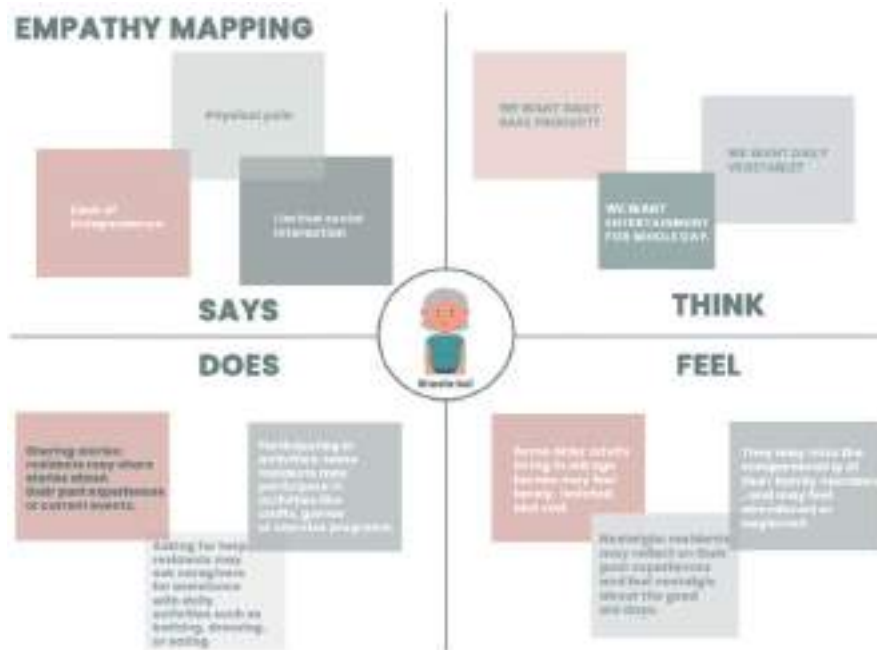 EMPATHY MAPPING
Physical pain
Lack of
independence
Limited social
interaction
SAYS
WE WANT DAILY
WE WANT DAILY
VEGETABLE?
WE WANT
ENTERTAINMENT
FOR WHOLE DAY.
THINK
DOES
Sharing stories:
residents may share
stories about
their past experiences
or current events.
Participating in
activities: some
residents may
participate in
activities like
crafts, games
or exercise programs
Asking for help:
residents may
ask caregivers
for assistance
with daily
activities such as
bathing, dressing,
or eating.
FEEL
Some older adults
living in old age
homes may feel
lonely, isolated
and sad.
They may miss the
companionship of
their family members
and may feel
abandoned or
neglected.
Nostalgia: residents
may reflect on their
past experiences
and feel nostalgic
about the good
old days.